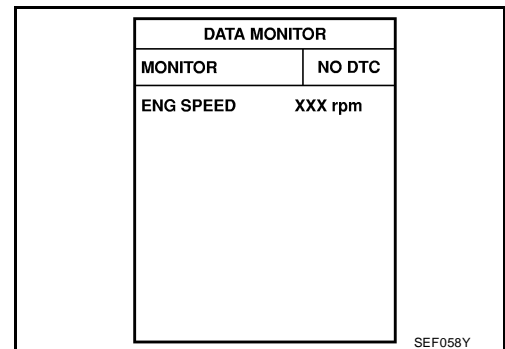 DATA MONITOR
MONITOR NO DTC
ENG SPEED XXX rpm
SEF058Y